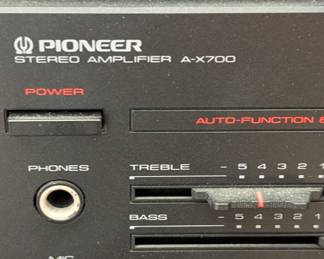 PIONEER
STEREO AMPLIFIER A-X700
POWER
AUTO-FUNCTION &
PHONES
TREBLE - 5 4 3 2 1
BASS - 5 4 3 2 1
MIC